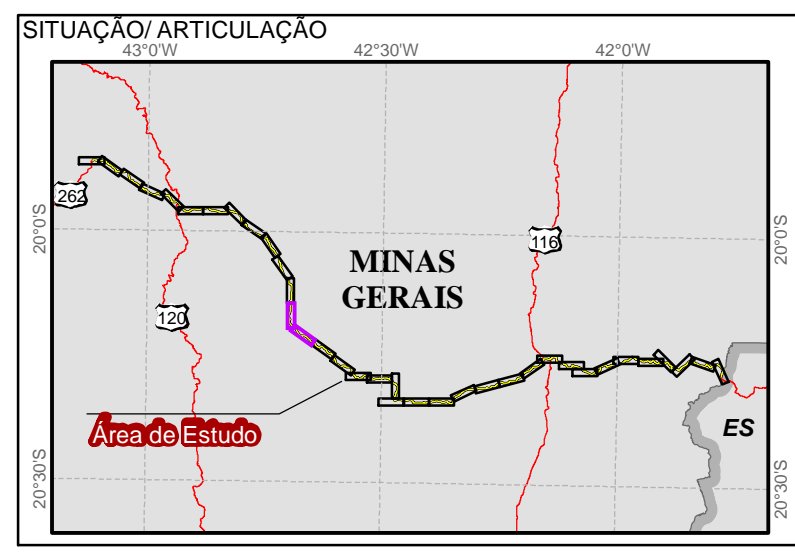 SITUAÇÃO/ ARTICULAÇÃO
43°0'W
42°30'W
42°0'W
262
20°0'S
116
20°0'S
MINAS
GERAIS
120
Área de Estudo
ES
20°30'S
20°30'S